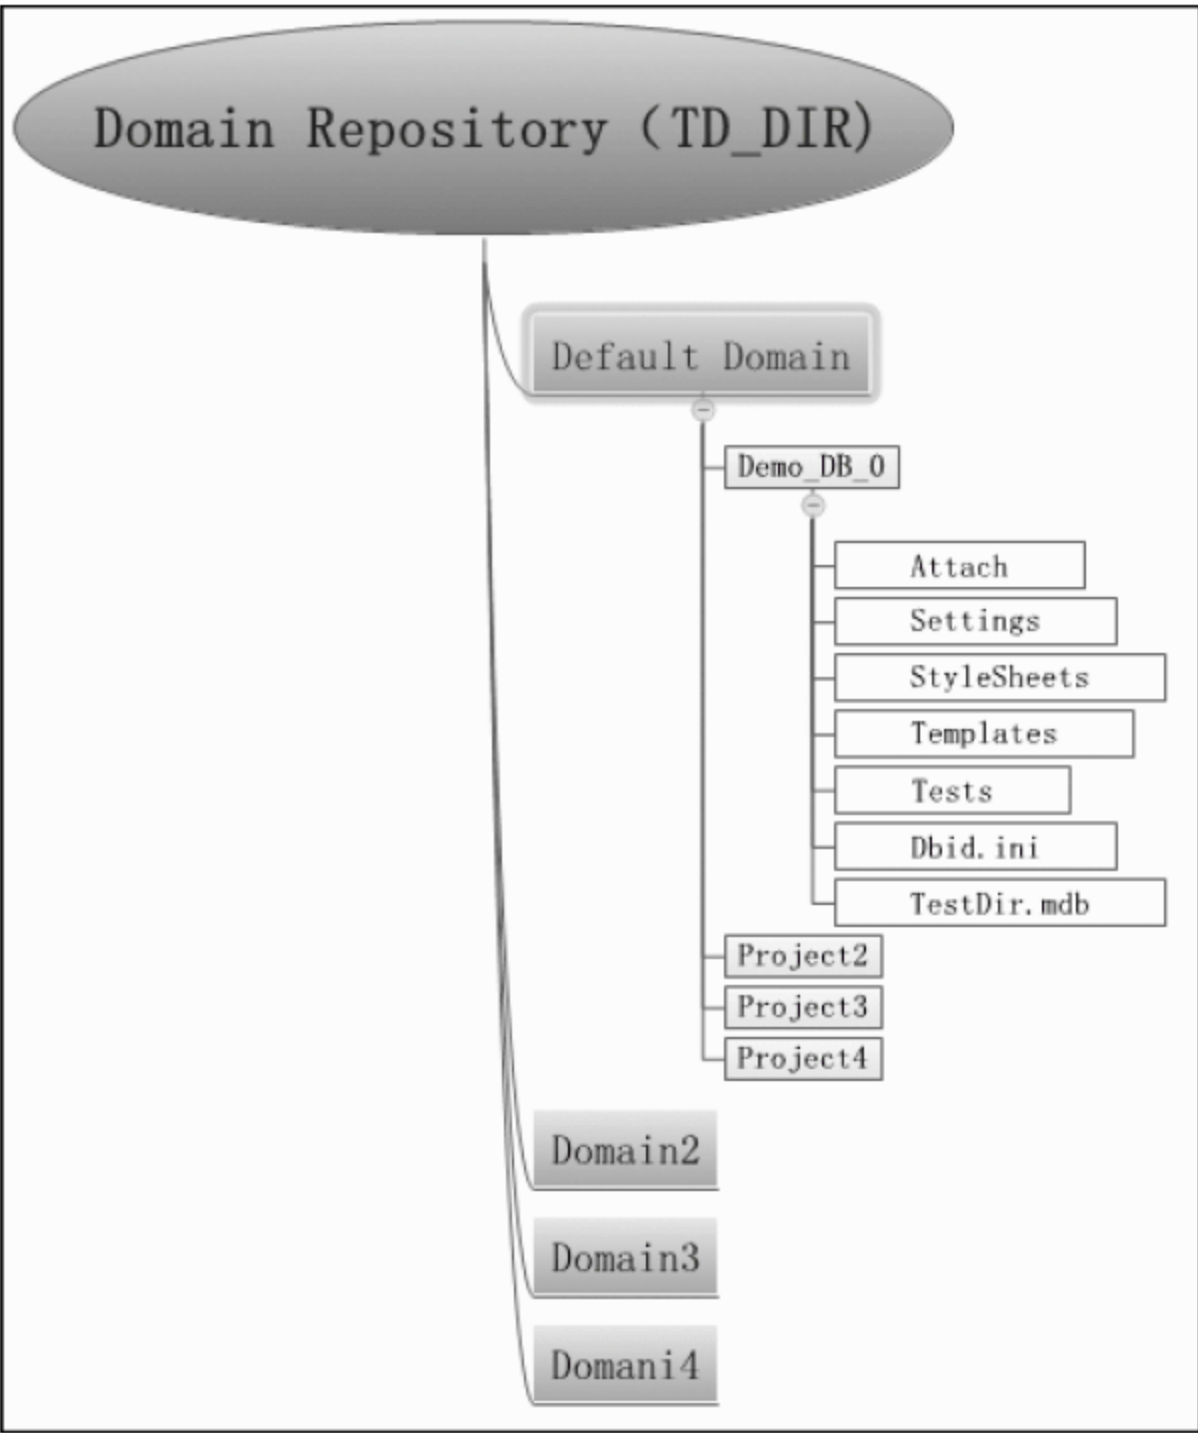 Domain Repository（TD_DIR)
Default Domain
Demo_DB_0
Attach
Settings
StyleSheets
Templates
Tests
Dbid.ini
TestDir.mdb
Project2
Project3
Project4
Domain2
Domain3
Domani4